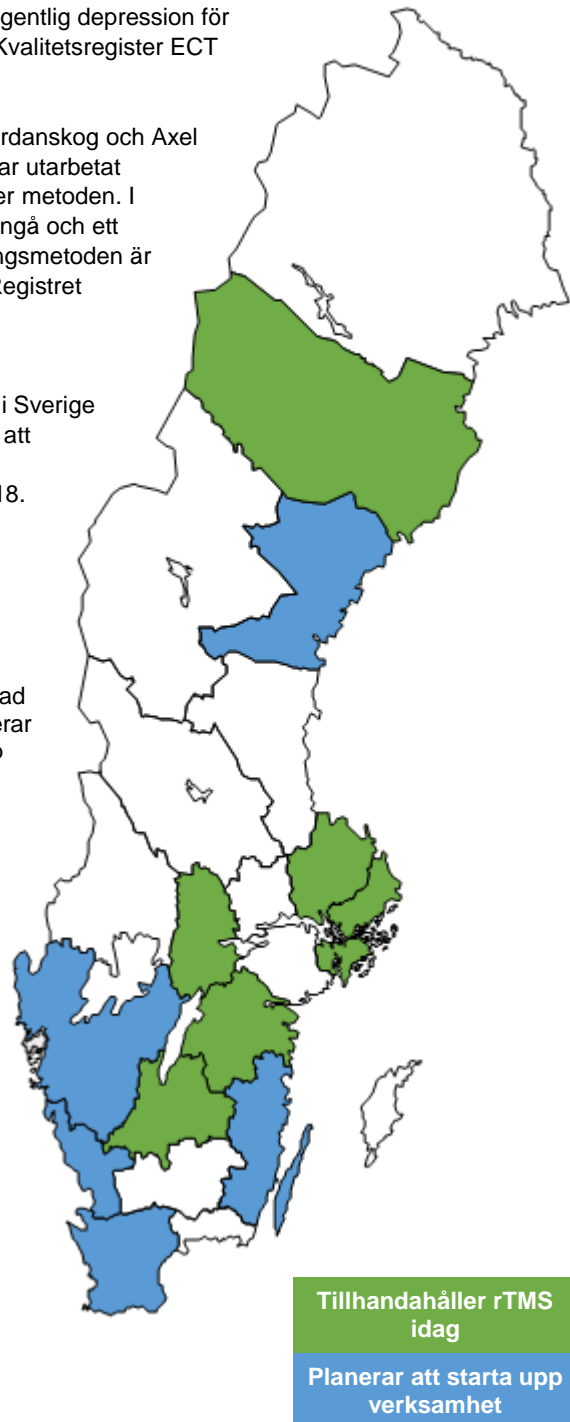 gentlig depression för
Kvalitetsregister ECT
rdanskog och Axel
ar utarbetat
er metoden. I
ngå och ett
ngsmetoden är
Registret
i Sverige
att
18.
ad
erar
Tillhandahåller rTMS
idag
Planerar att starta upp
verksamhet